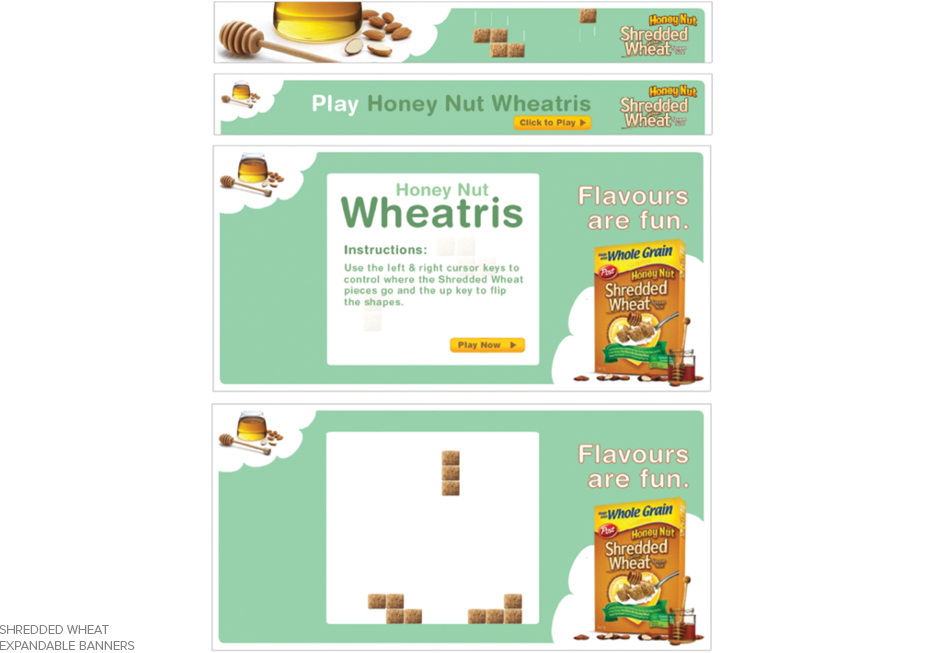 Honey Nut
Shredded
Wheat
Play Honey Nut Wheatris
Click to Play
Honey Nut
Shredded
Wheat
Honey Nut
Wheatris
Instructions:
Use the left & right cursor keys to
control where the Shredded Wheat
pieces go and the up key to flip
the shapes.
Play Now
Flavours
are fun.
Whole Grain
Post
Honey Nut
Shredded
Wheat
Flavours
are fun.
Whole Grain
Post
Honey Nut
Shredded
Wheat
SHREDDED WHEAT
EXPANDABLE BANNERS